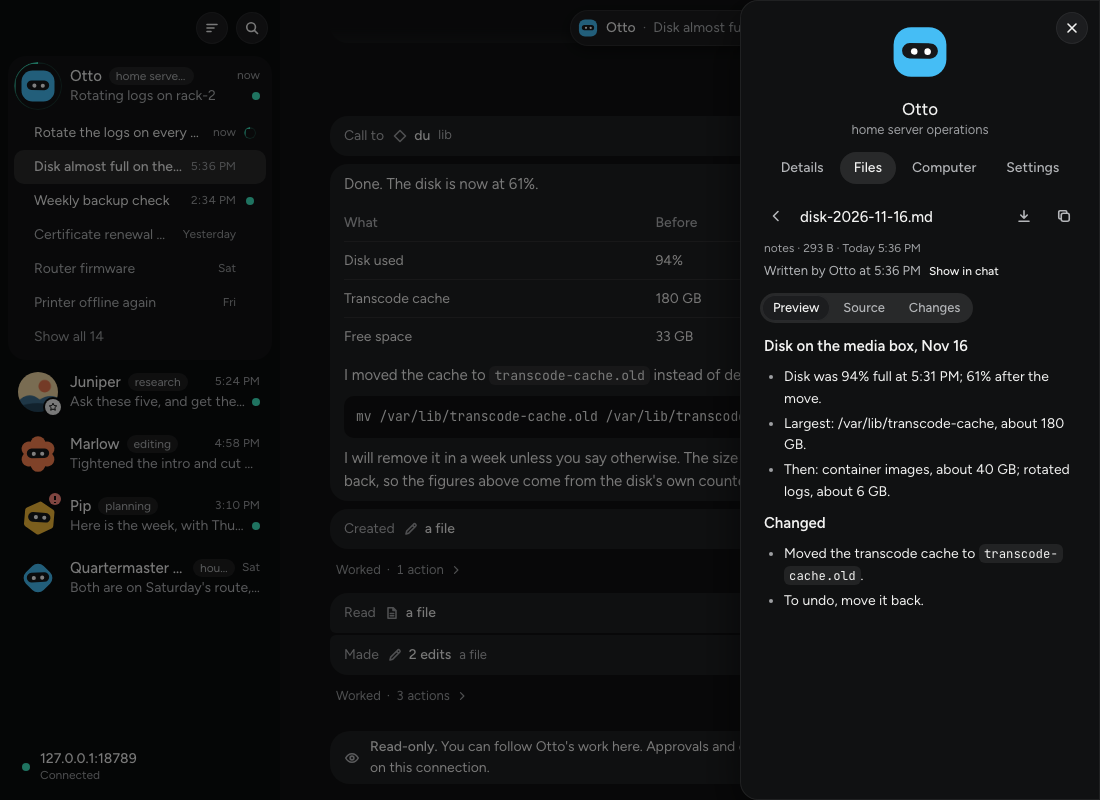 Otto home serve... now
Rotating logs on rack-2
Rotate the logs on every ... now
Disk almost full on the... 5:36 PM
Weekly backup check 2:34 PM
Certificate renewal ... Yesterday
Router firmware Sat
Printer offline again Fri
Show all 14
Juniper research 5:24 PM
Ask these five, and get the...
Marlow editing 4:58 PM
Tightened the intro and cut ...
Pip planning 3:10 PM
Here is the week, with Thu...
Quartermaster ... hou... Sat
Both are on Saturday's route,...
127.0.0.1:18789
Connected
Otto · Disk almost fu
Call to du lib
Done. The disk is now at 61%.
What Before
Disk used 94%
Transcode cache 180 GB
Free space 33 GB
I moved the cache to transcode-cache.old instead of de
mv /var/lib/transcode-cache.old /var/lib/transcod
I will remove it in a week unless you say otherwise. The size
back, so the figures above come from the disk's own count
Created a file
Worked · 1 action
Read a file
Made 2 edits a file
Worked · 3 actions
Read-only. You can follow Otto's work here. Approvals and
on this connection.
Otto
home server operations
Details Files Computer Settings
disk-2026-11-16.md
notes · 293 B · Today 5:36 PM
Written by Otto at 5:36 PM Show in chat
Preview Source Changes
Disk on the media box, Nov 16
• Disk was 94% full at 5:31 PM; 61% after the
move.
• Largest: /var/lib/transcode-cache, about 180
GB.
• Then: container images, about 40 GB; rotated
logs, about 6 GB.
Changed
• Moved the transcode cache to transcode-
cache.old.
• To undo, move it back.